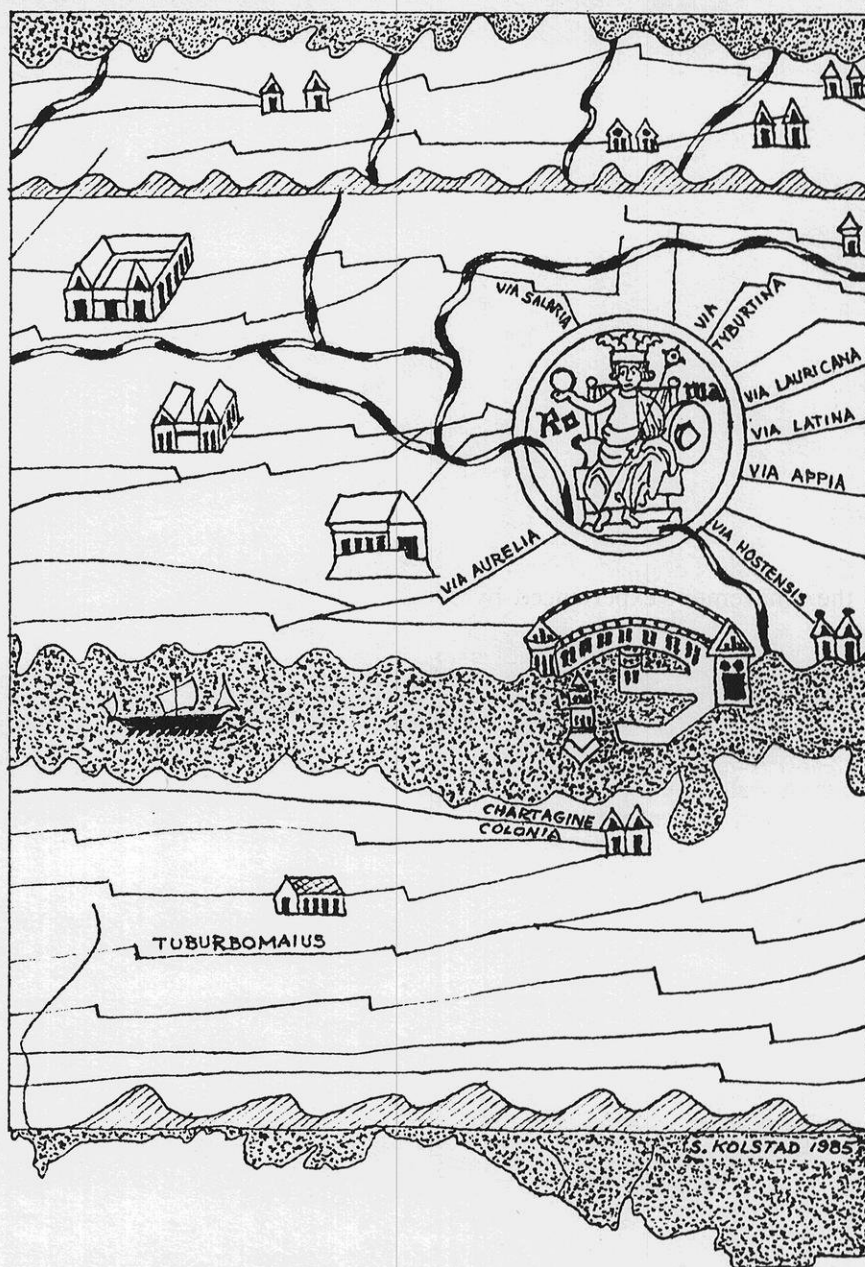 VIA SALARIA
VIA
TYBURTINA
VIA LAURICANA
Ro
ma
VIA LATINA
VIA APPIA
VIA AURELIA
VIA HOSTENSIS
CHARTAGINE
COLONIA
TUBURBOMAIUS
S. KOLSTAD 1985